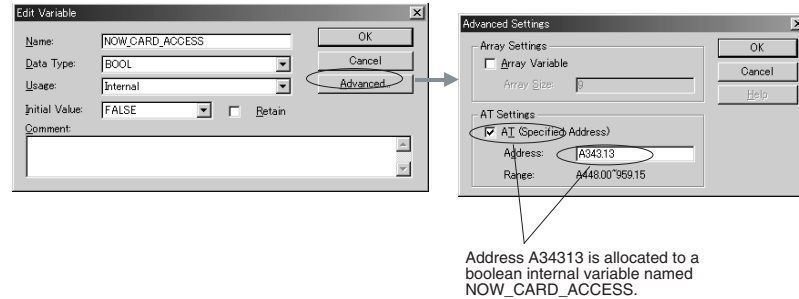 Edit Variable
Name: NOW_CARD_ACCESS OK
Data Type: BOOL Cancel
Usage: Internal Advanced...
Initial Value: FALSE Retain
Comment:
Advanced Settings
Array Settings OK
Array Variable Cancel
Array Size: 9 Help
AT Settings
AT (Specified Address)
Address: A343.13
Range: A448.00~959.15
Address A34313 is allocated to a
boolean internal variable named
NOW_CARD_ACCESS.